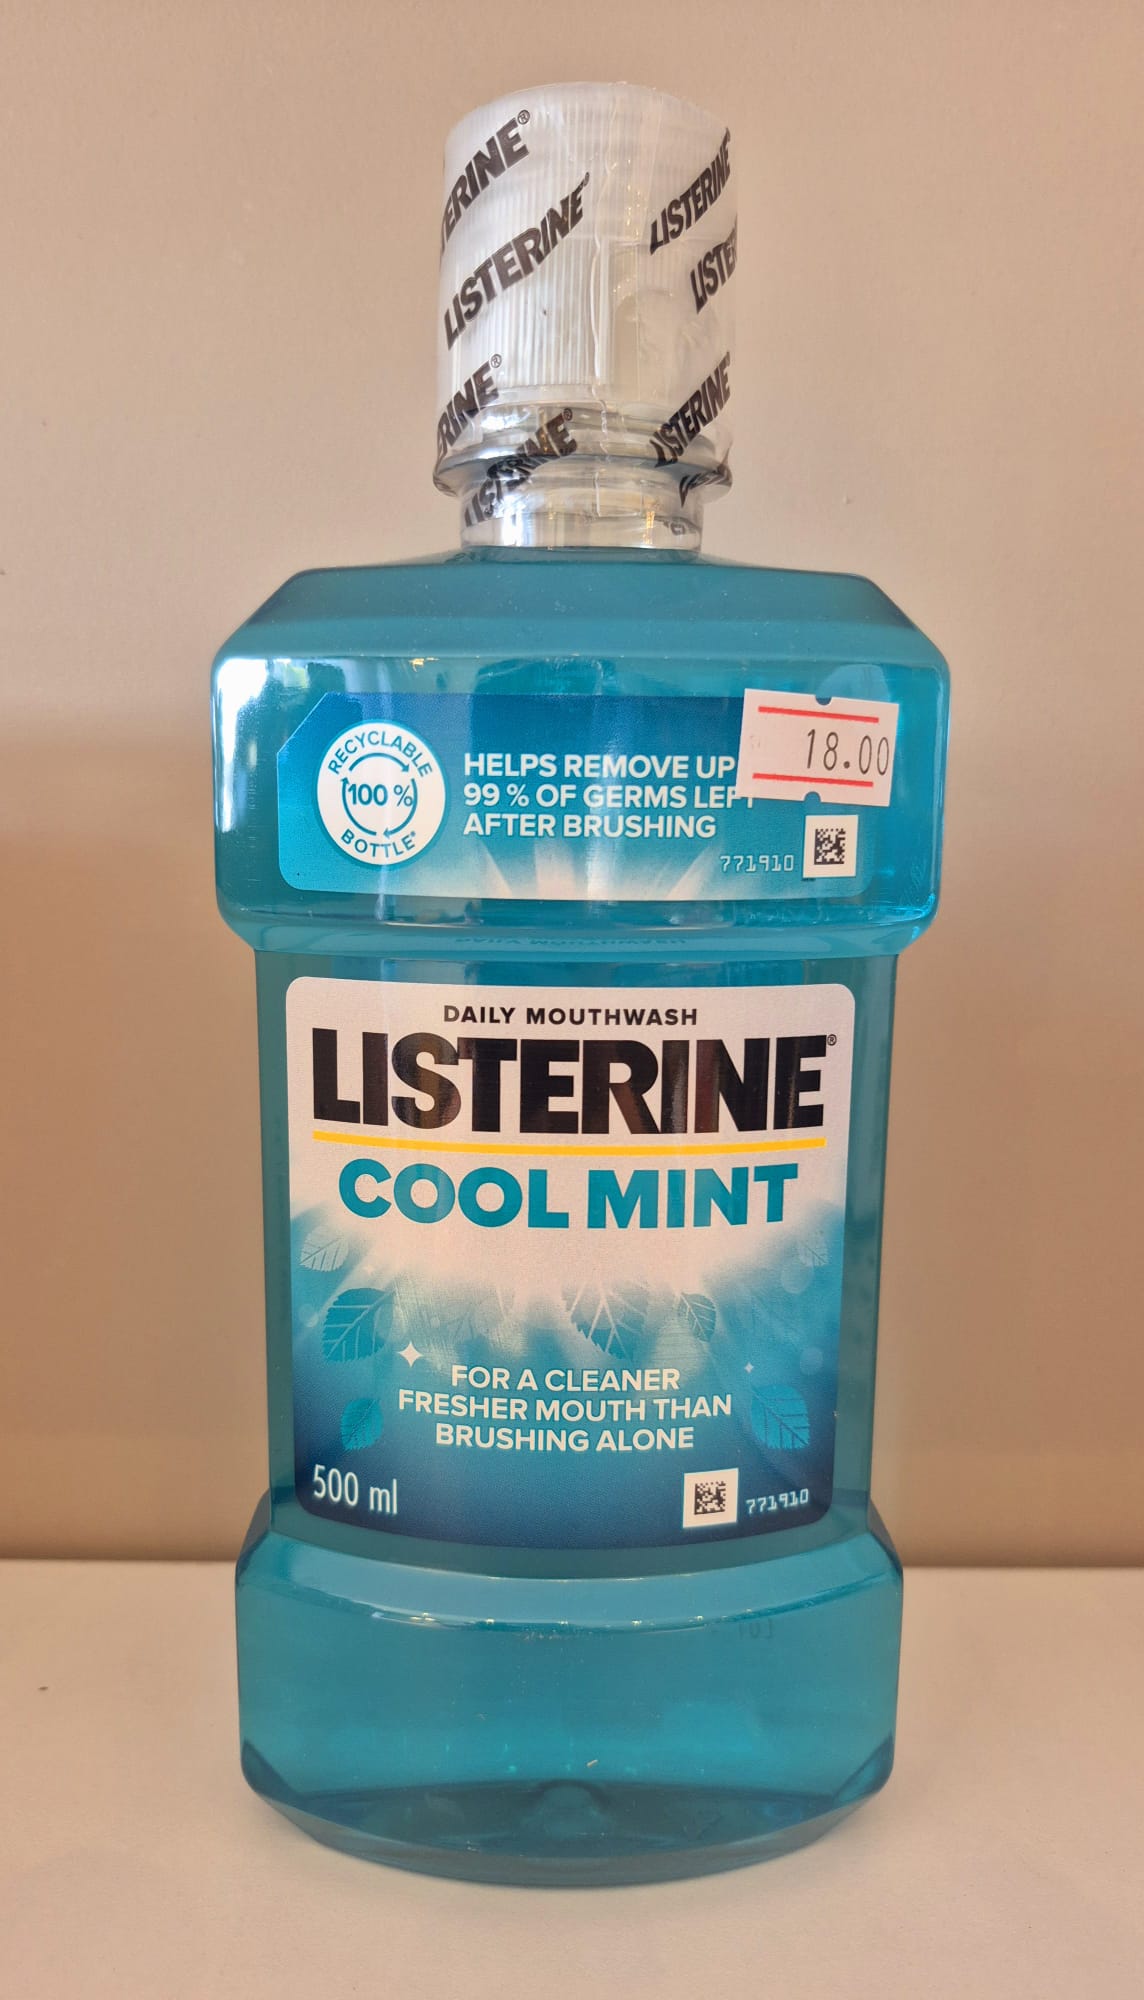 LISTERINE®
LISTERINE®
LISTERINE
LISTERINE
LISTERINE
RECYCLABLE
100 %
BOTTLE*
HELPS REMOVE UP
99 % OF GERMS LEFT
AFTER BRUSHING
18.00
771910
DAILY MOUTHWASH
LISTERINE®
COOL MINT
FOR A CLEANER
FRESHER MOUTH THAN
BRUSHING ALONE
500 ml
771910